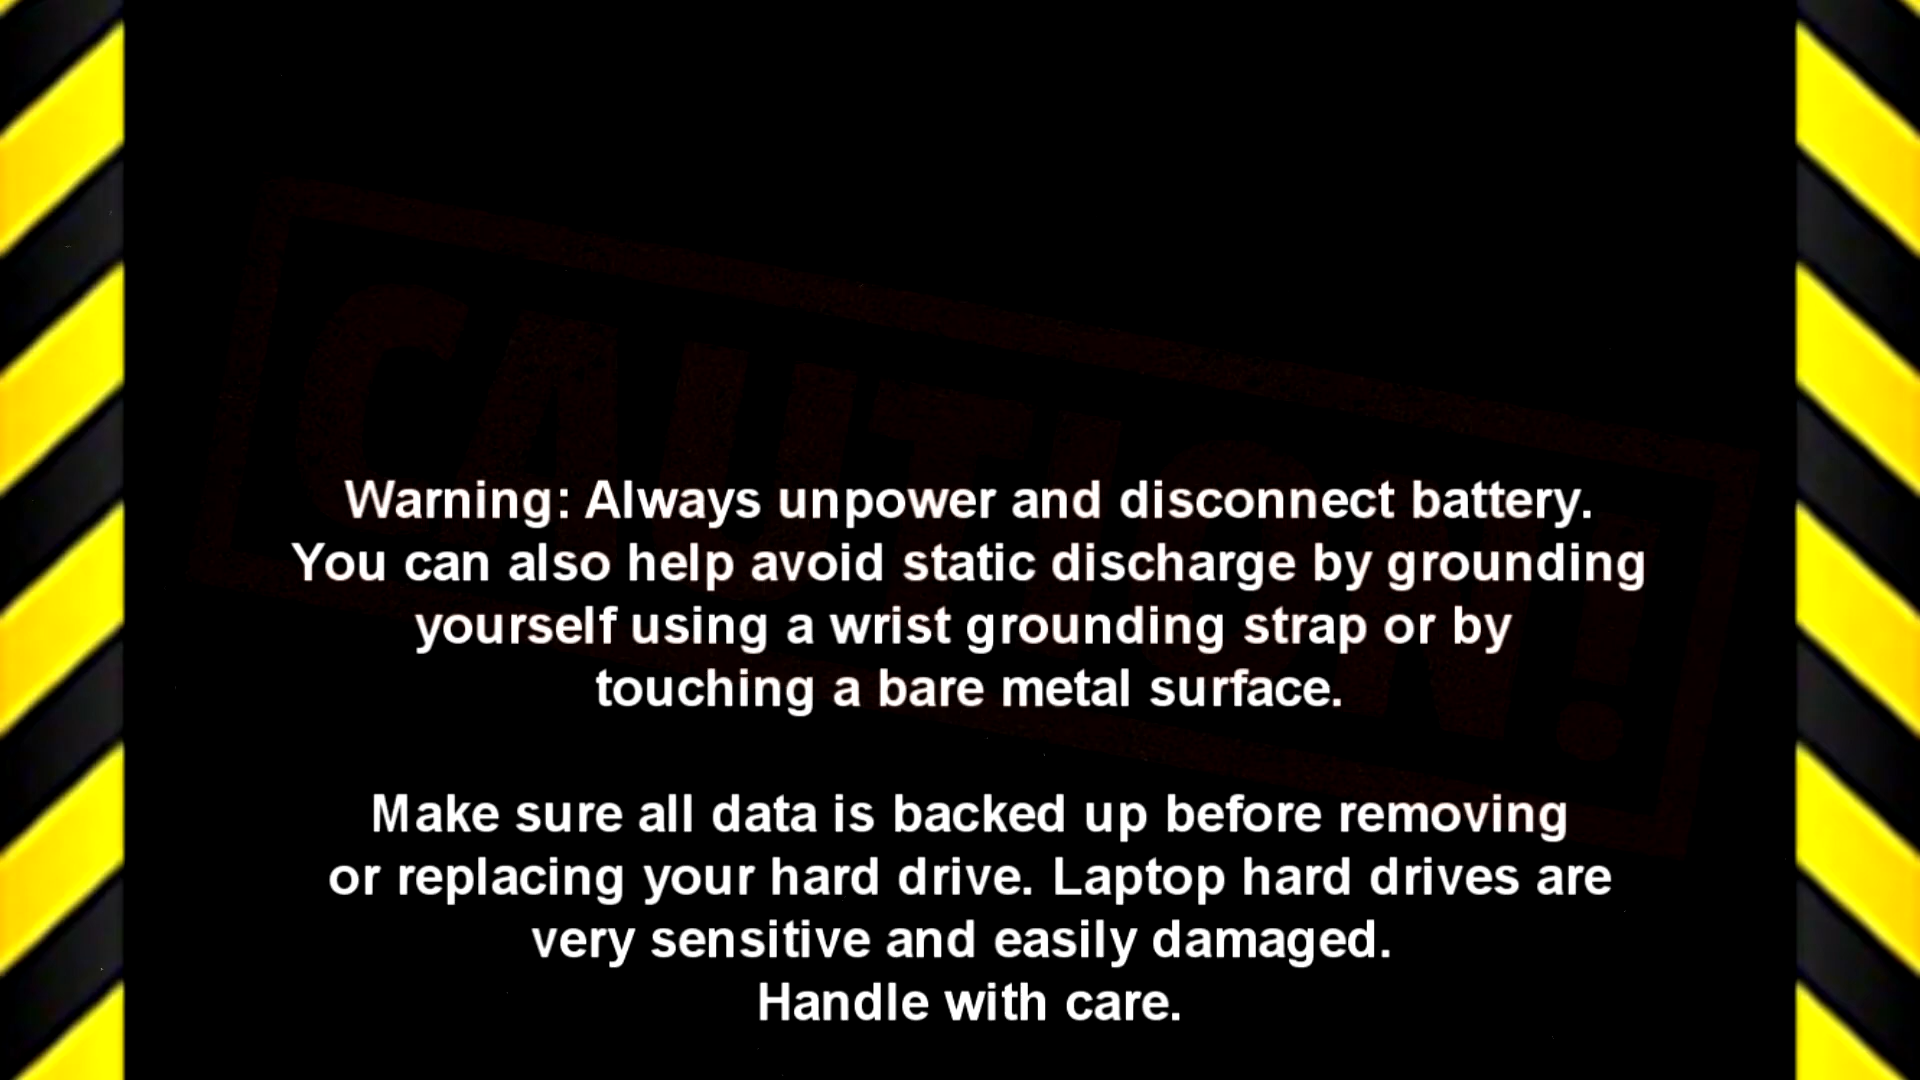 CAUTION!
Warning: Always unpower and disconnect battery.
You can also help avoid static discharge by grounding
yourself using a wrist grounding strap or by
touching a bare metal surface.
Make sure all data is backed up before removing
or replacing your hard drive. Laptop hard drives are
very sensitive and easily damaged.
Handle with care.